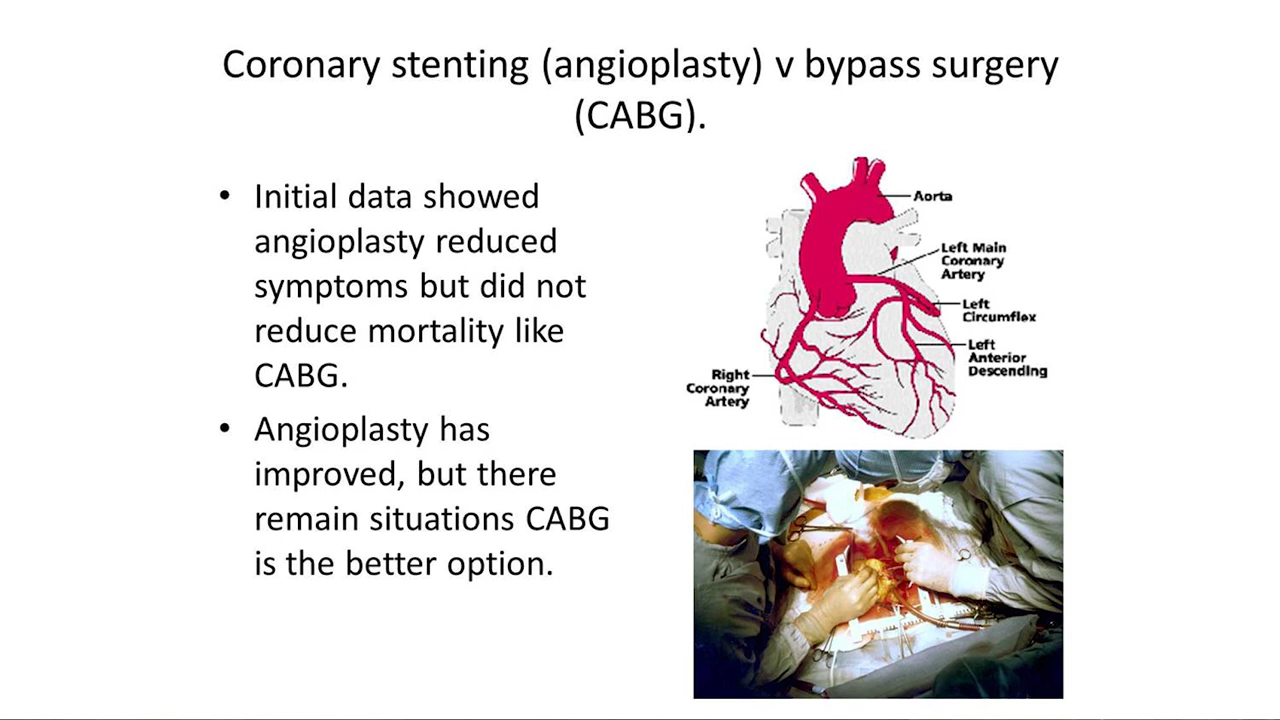 Coronary stenting (angioplasty) v bypass surgery
(CABG).
• Initial data showed
angioplasty reduced
symptoms but did not
reduce mortality like
CABG.
• Angioplasty has
improved, but there
remain situations CABG
is the better option.
Aorta
Left Main
Coronary
Artery
Left
Circumflex
Left
Anterior
Descending
Right
Coronary
Artery